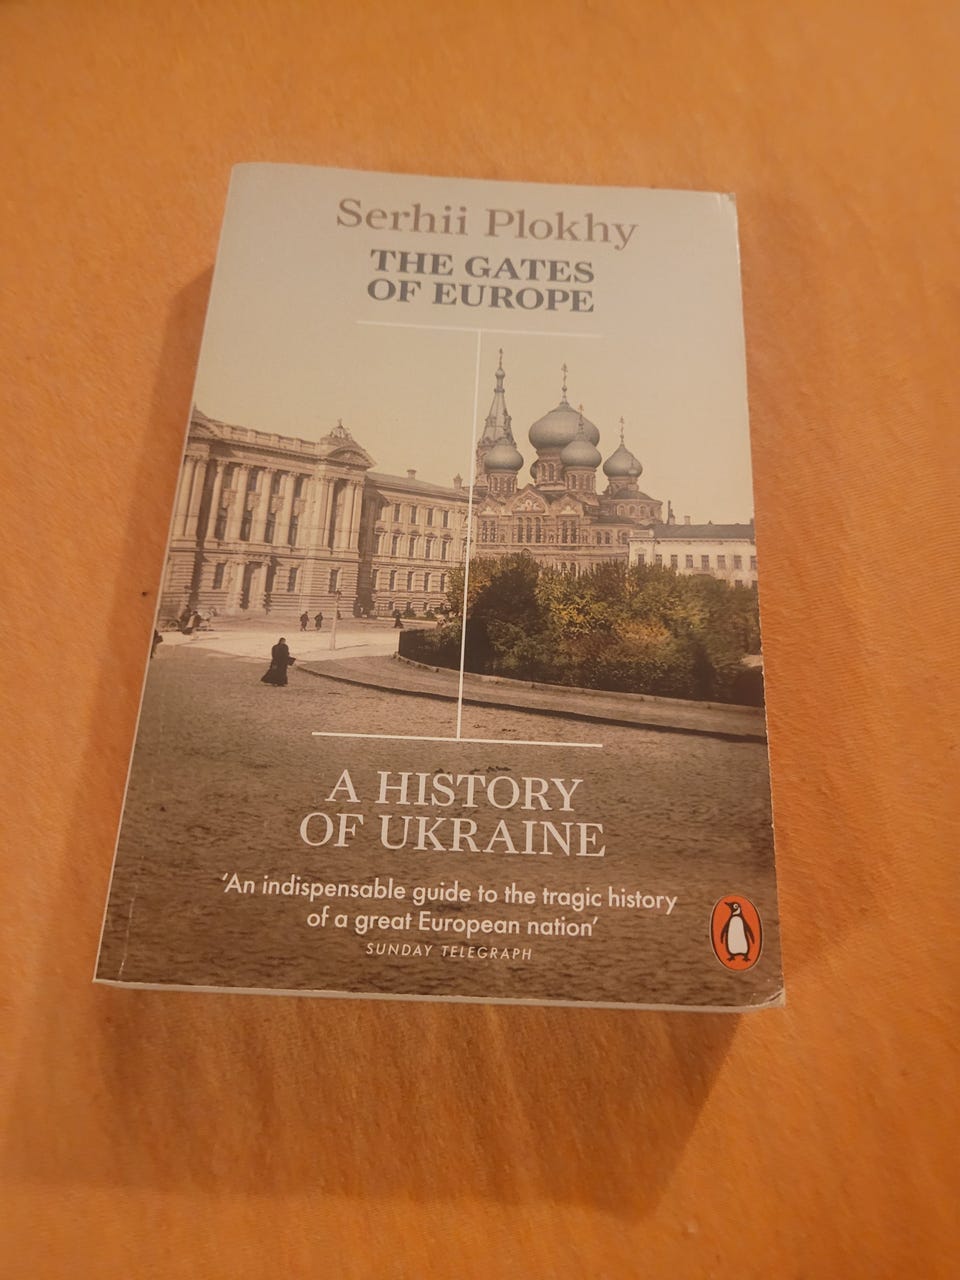 Serhii Plokhy
THE GATES
OF EUROPE
A HISTORY
OF UKRAINE
‘An indispensable guide to the tragic history
of a great European nation’
SUNDAY TELEGRAPH